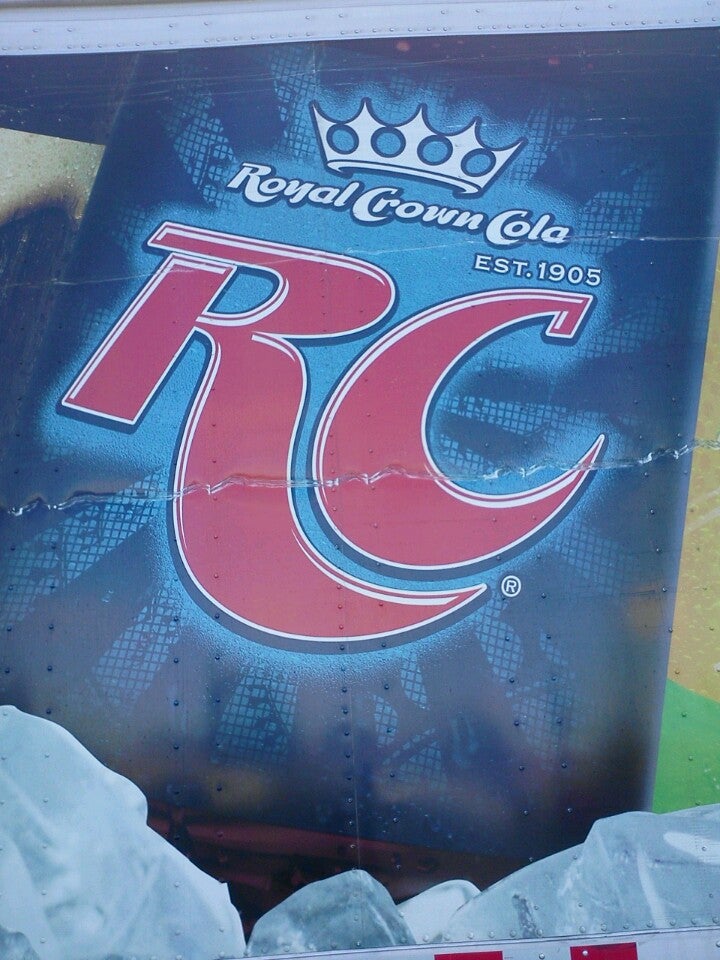 Royal Crown Cola
EST. 1905
RC
®